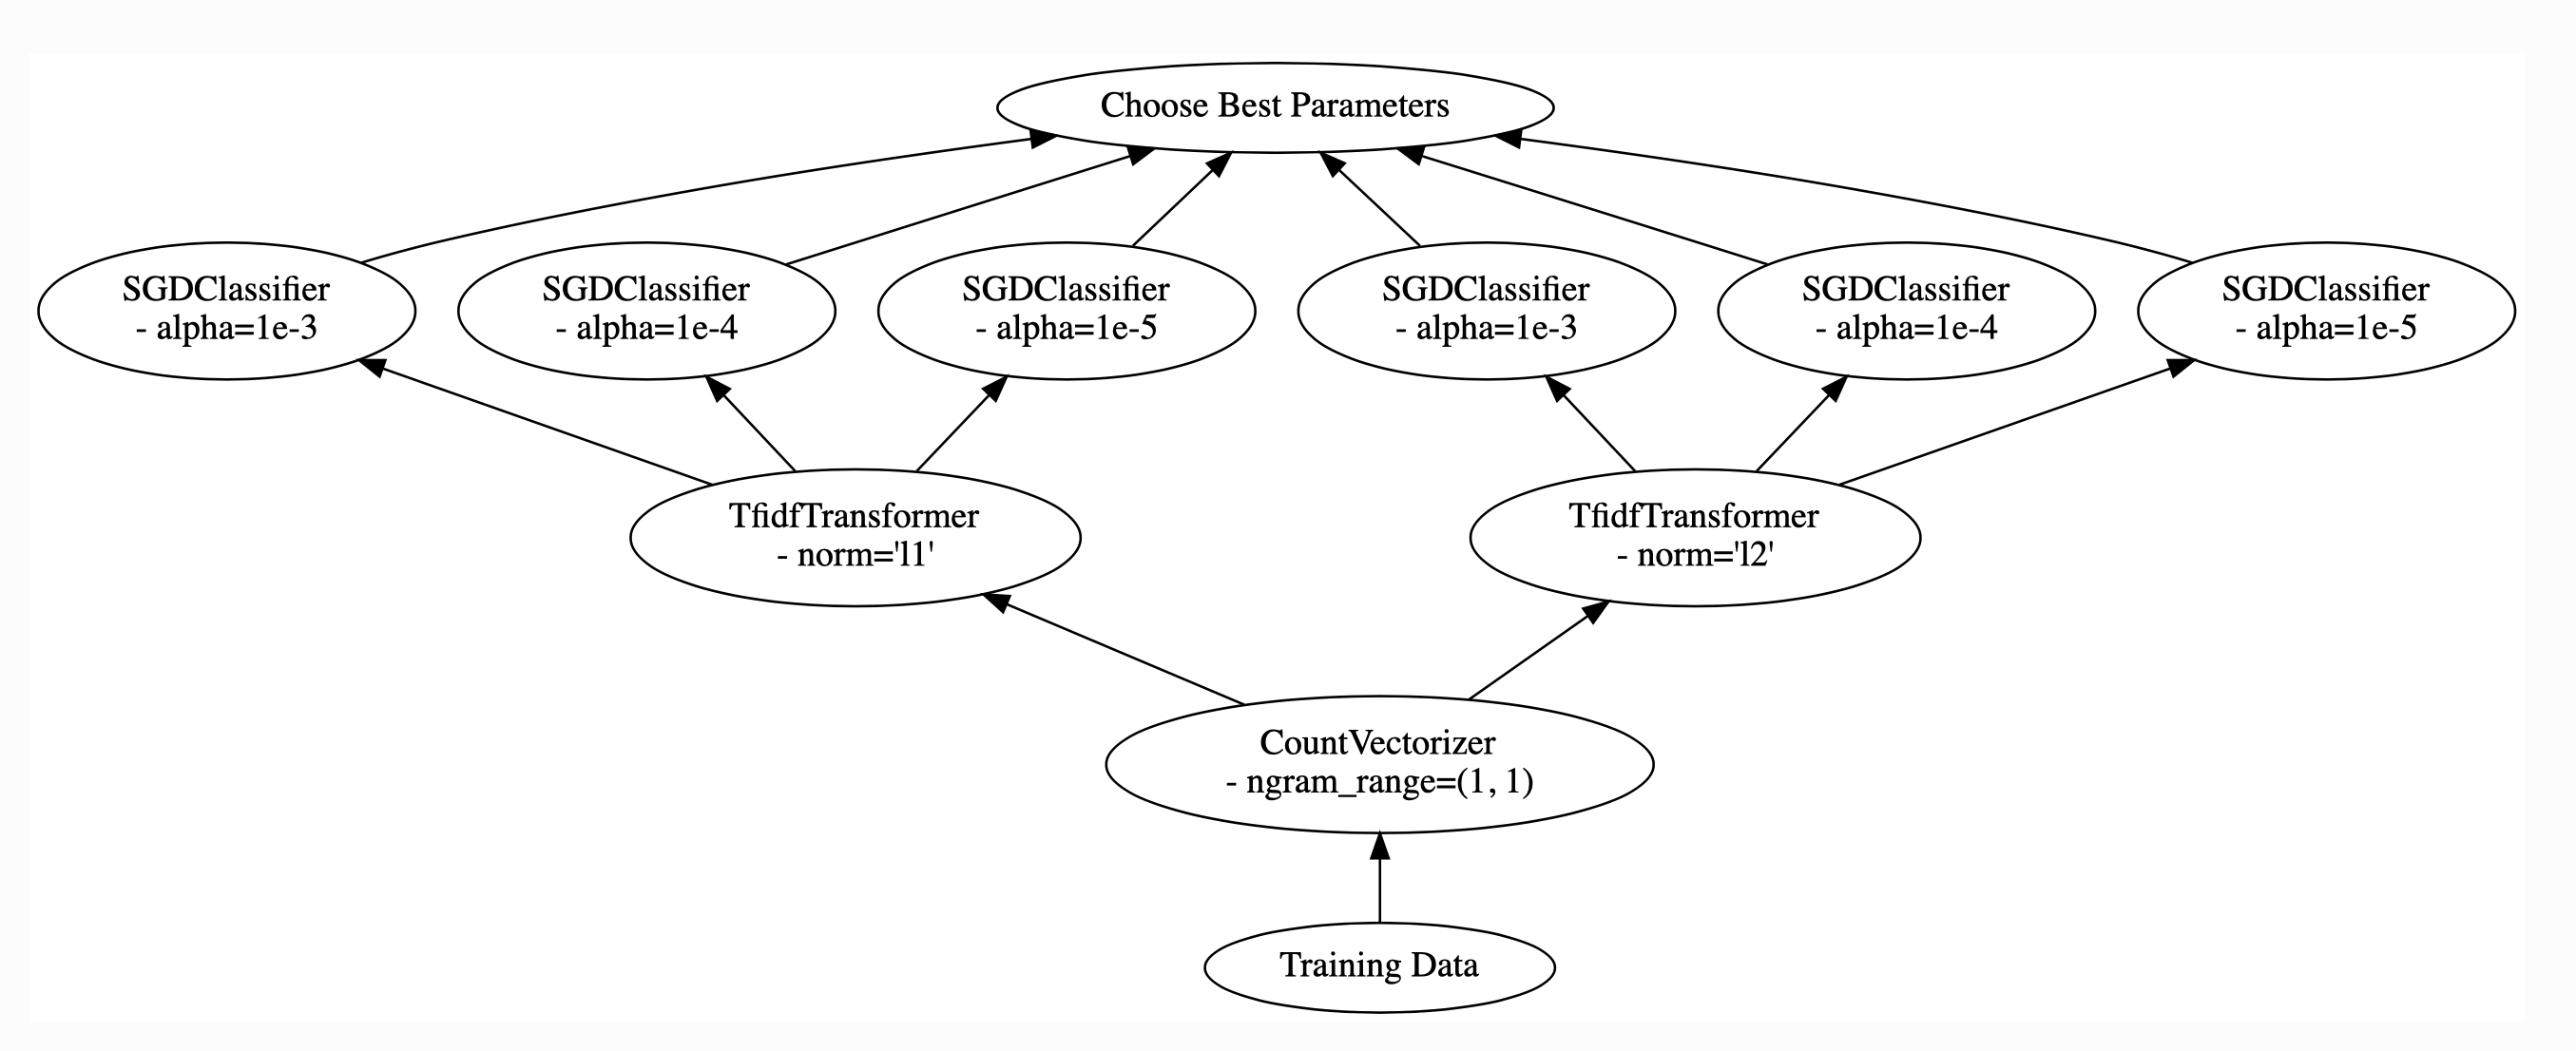 Choose Best Parameters
SGDClassifier
- alpha=1e-3
SGDClassifier
- alpha=1e-4
SGDClassifier
- alpha=1e-5
SGDClassifier
- alpha=1e-3
SGDClassifier
- alpha=1e-4
SGDClassifier
- alpha=1e-5
TfidfTransformer
- norm='l1'
TfidfTransformer
- norm='l2'
CountVectorizer
- ngram_range=(1, 1)
Training Data